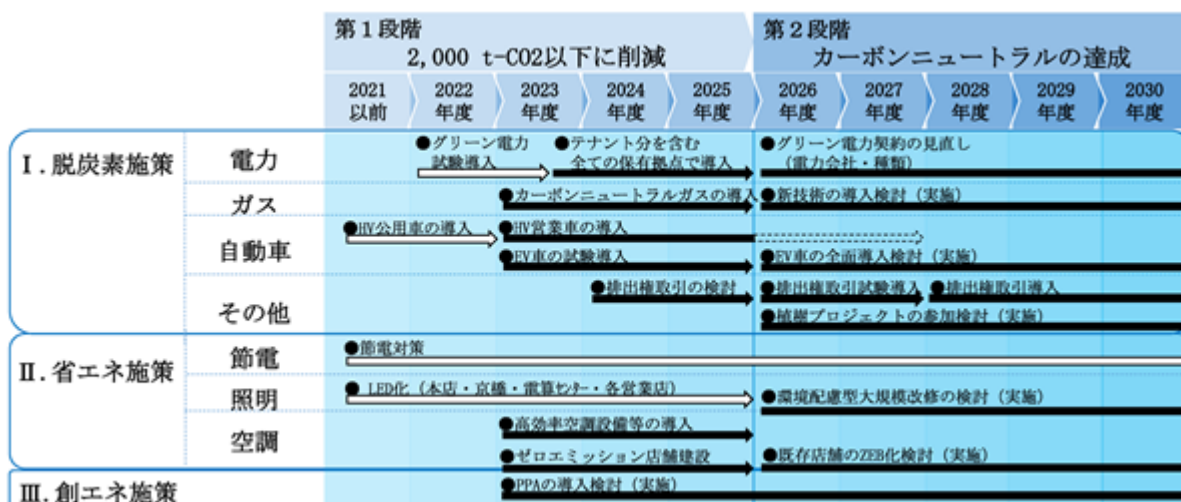 第1段階
2,000 t-CO2以下に削減
第2段階
カーボンニュートラルの達成
2021
以前
2022
年度
2023
年度
2024
年度
2025
年度
2026
年度
2027
年度
2028
年度
2029
年度
2030
年度
Ⅰ.脱炭素施策
電力
●グリーン電力
試験導入
●テナント分を含む
全ての保有拠点で導入
●グリーン電力契約の見直し
(電力会社・種類)
ガス
●カーボンニュートラルガスの導入
●新技術の導入検討(実施)
自動車
●HV公用車の導入
●HV営業車の導入
●EV車の試験導入
●EV車の全面導入検討(実施)
その他
●排出権取引の検討
●排出権取引試験導入
●排出権取引導入
●植樹プロジェクトの参加検討(実施)
Ⅱ.省エネ施策
節電
●節電対策
照明
● LED化(本店・京橋・電算センター・各営業店)
●環境配慮型大規模改修の検討(実施)
空調
●高効率空調設備等の導入
●ゼロエミッション店舗建設
●既存店舗のZEB化検討(実施)
Ⅲ.創エネ施策
●PPAの導入検討(実施)